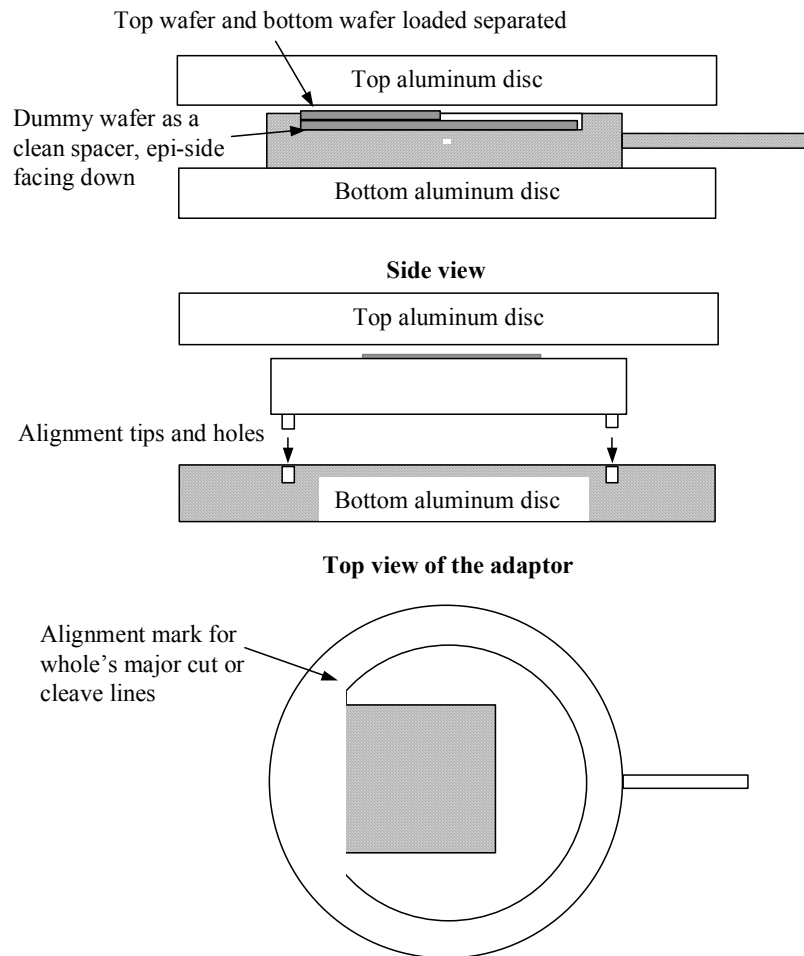 Top wafer and bottom wafer loaded separated
Top aluminum disc
Dummy wafer as a
clean spacer, epi-side
facing down
Bottom aluminum disc
Side view
Top aluminum disc
Alignment tips and holes
Bottom aluminum disc
Top view of the adaptor
Alignment mark for
whole's major cut or
cleave lines